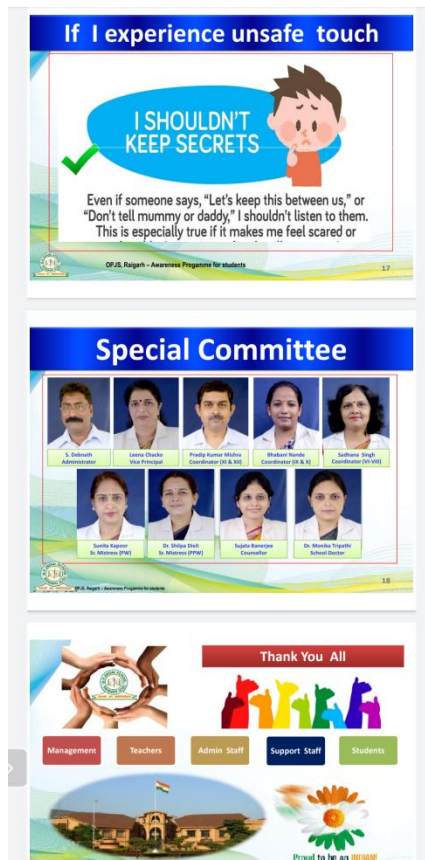 If I experience unsafe touch
I SHOULDN'T
KEEP SECRETS
Even if someone says, "Let's keep this between us," or
"Don't tell mummy or daddy," I shouldn't listen to them.
This is especially true if it makes me feel scared or
OPJS, Raigarh – Awareness Progamme for students
17
Special Committee
S. Debnath
Administrator
Leena Chacko
Vice Principal
Pradip Kumar Mishra
Coordinator (XI & XII)
Bhabani Nande
Coordinator (IX & X)
Sadhana Singh
Coordinator (VI-VIII)
Sunita Kapoor
Sr. Mistress (PW)
Dr. Shilpa Dixit
Sr. Mistress (PPW)
Sujata Banerjee
Counsellor
Dr. Monika Tripathi
School Doctor
OPJS, Raigarh – Awareness Progamme for students
18
Thank You All
Management
Teachers
Admin Staff
Support Staff
Students
Proud to be an INDIAN!